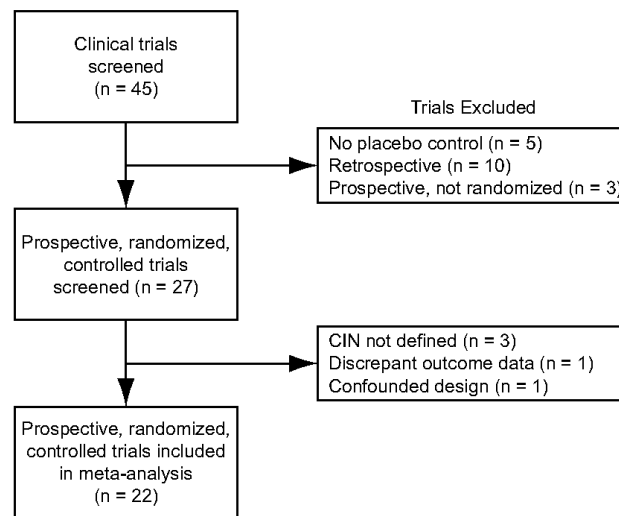 Clinical trials
screened
(n = 45)
Trials Excluded
No placebo control (n = 5)
Retrospective (n = 10)
Prospective, not randomized (n = 3)
Prospective, randomized,
controlled trials
screened (n = 27)
CIN not defined (n = 3)
Discrepant outcome data (n = 1)
Confounded design (n = 1)
Prospective, randomized,
controlled trials included
in meta-analysis
(n = 22)